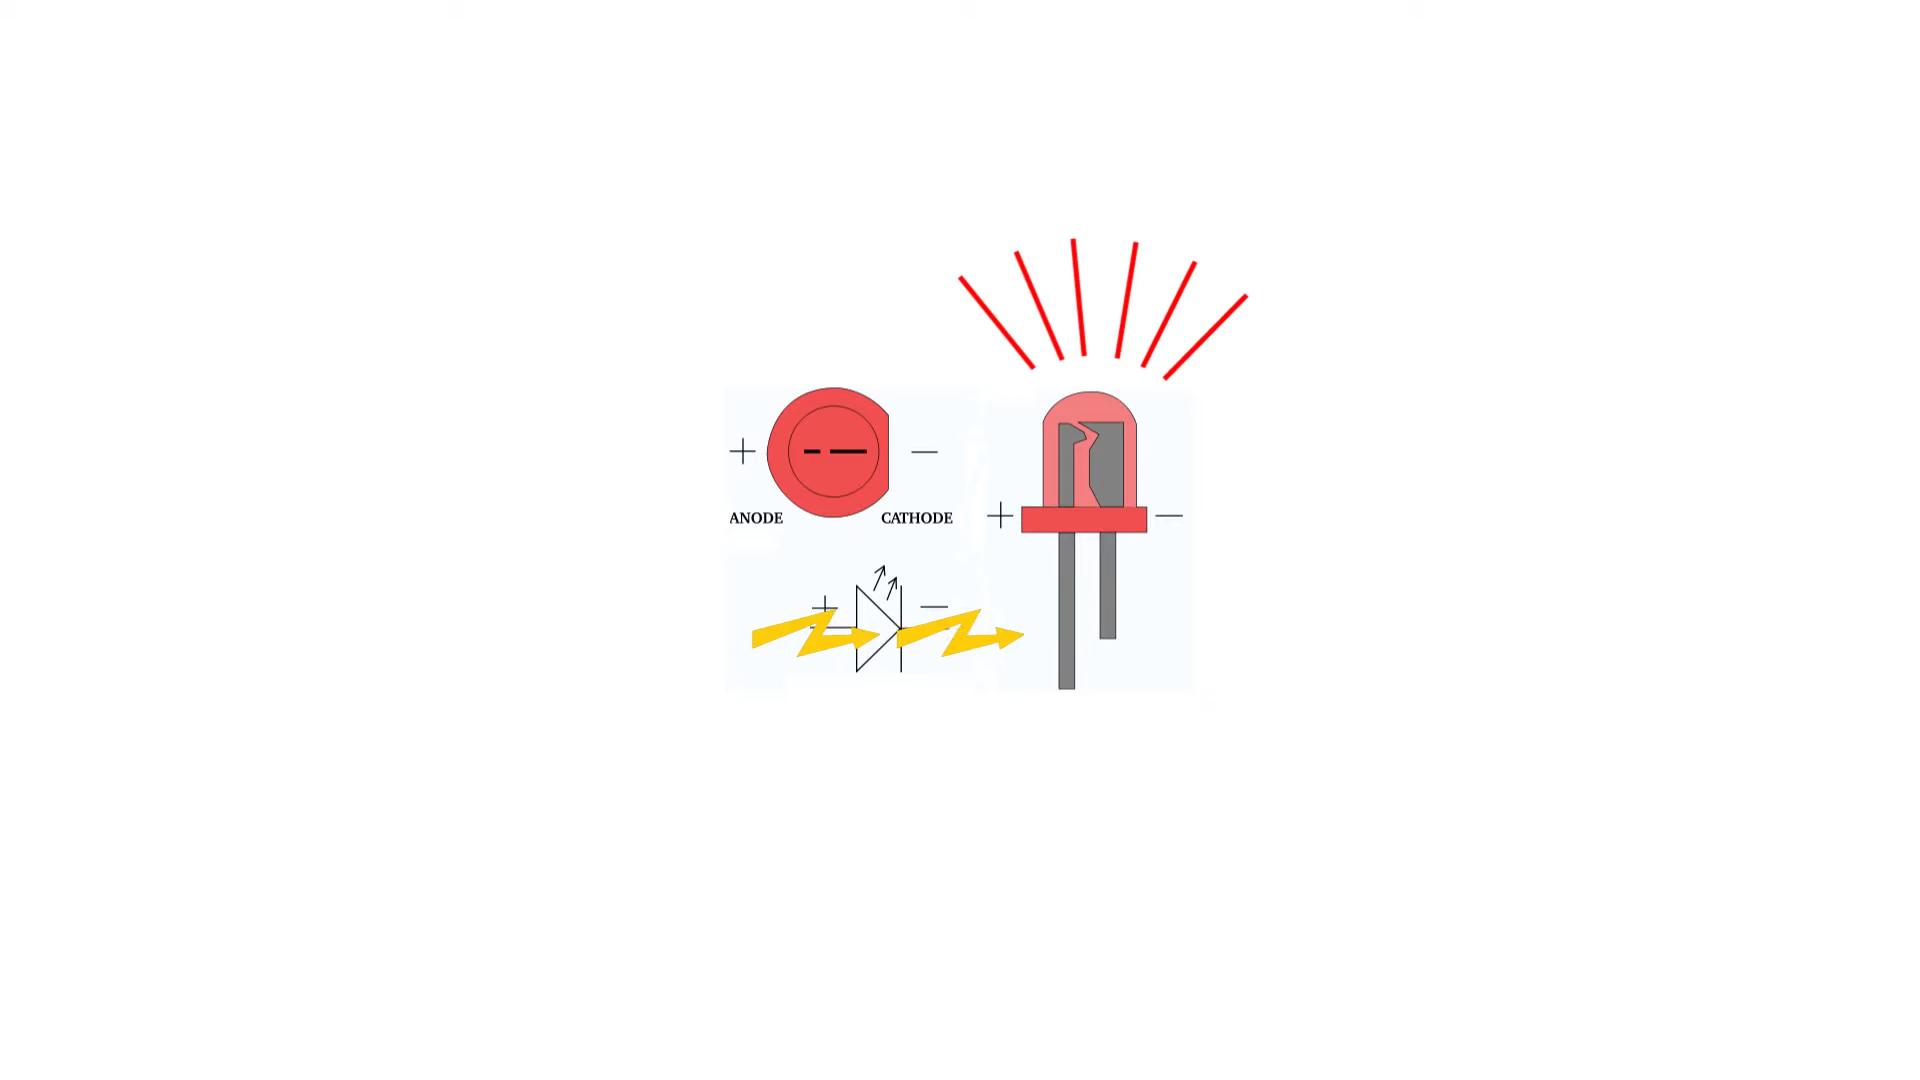 + −
ANODE CATHODE
+ −
+ −